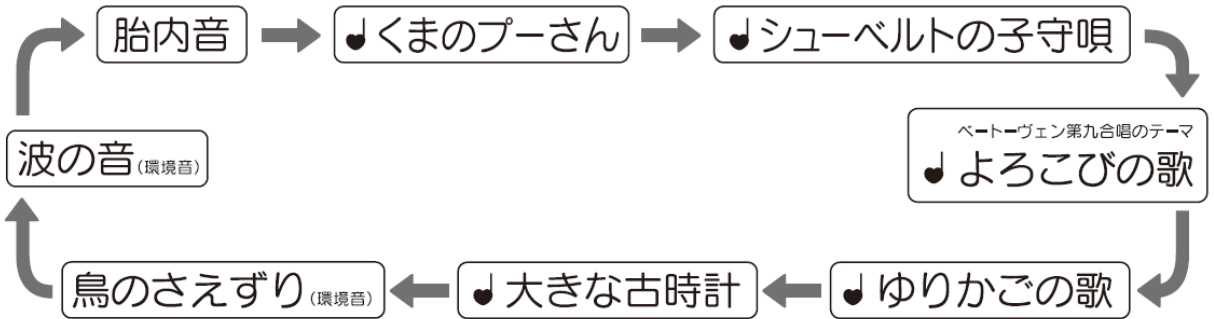 胎内音
♩くまのプーさん
♩シューベルトの子守唄
ベートーヴェン第九合唱のテーマ
♩よろこびの歌
♩ゆりかごの歌
♩大きな古時計
鳥のさえずり(環境音)
波の音(環境音)